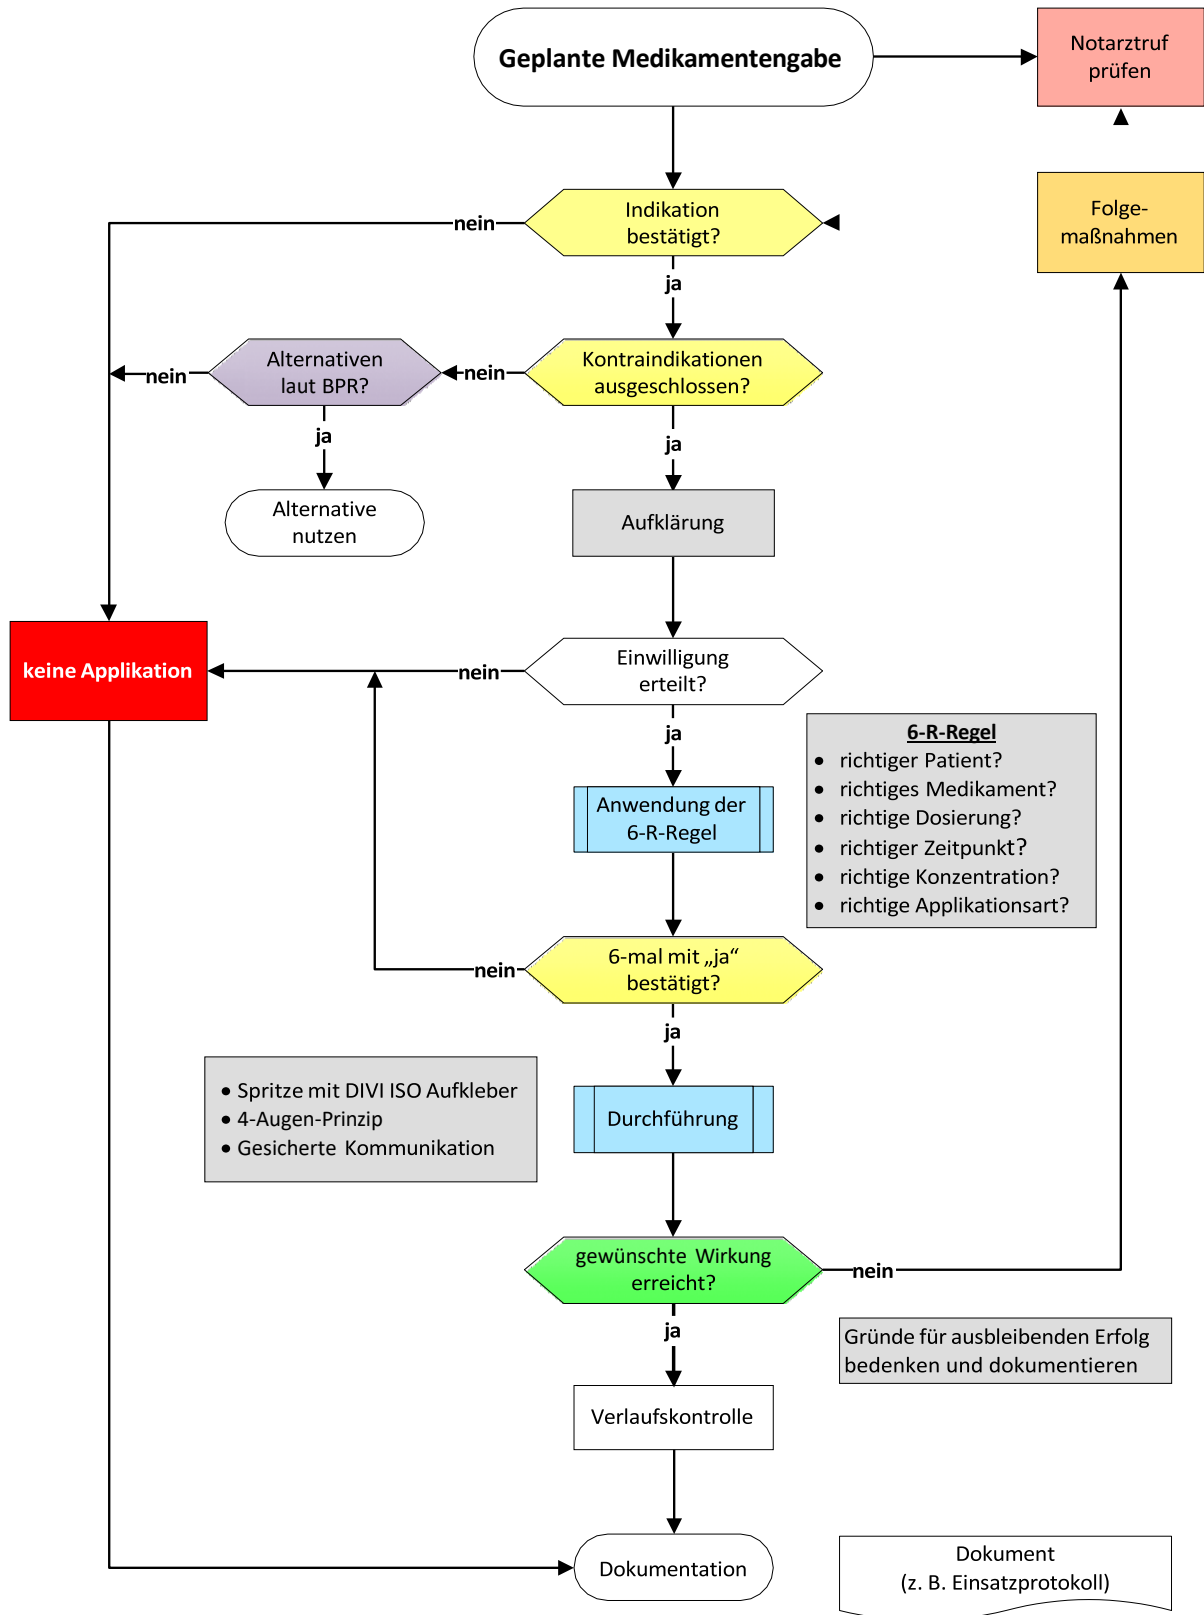 Geplante Medikamentengabe
Notarztruf
prüfen
Indikation
bestätigt?
nein
Folge-
maßnahmen
ja
Alternativen
laut BPR?
Kontraindikationen
ausgeschlossen?
nein
nein
ja
ja
Alternative
nutzen
Aufklärung
keine Applikation
Einwilligung
erteilt?
nein
ja
6-R-Regel
• richtiger Patient?
• richtiges Medikament?
• richtige Dosierung?
• richtiger Zeitpunkt?
• richtige Konzentration?
• richtige Applikationsart?
Anwendung der
6-R-Regel
6-mal mit „ja“
bestätigt?
nein
ja
• Spritze mit DIVI ISO Aufkleber
• 4-Augen-Prinzip
• Gesicherte Kommunikation
Durchführung
gewünschte Wirkung
erreicht?
nein
ja
Gründe für ausbleibenden Erfolg
bedenken und dokumentieren
Verlaufskontrolle
Dokumentation
Dokument
(z. B. Einsatzprotokoll)